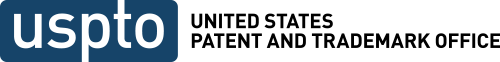 uspto
UNITED STATES
PATENT AND TRADEMARK OFFICE